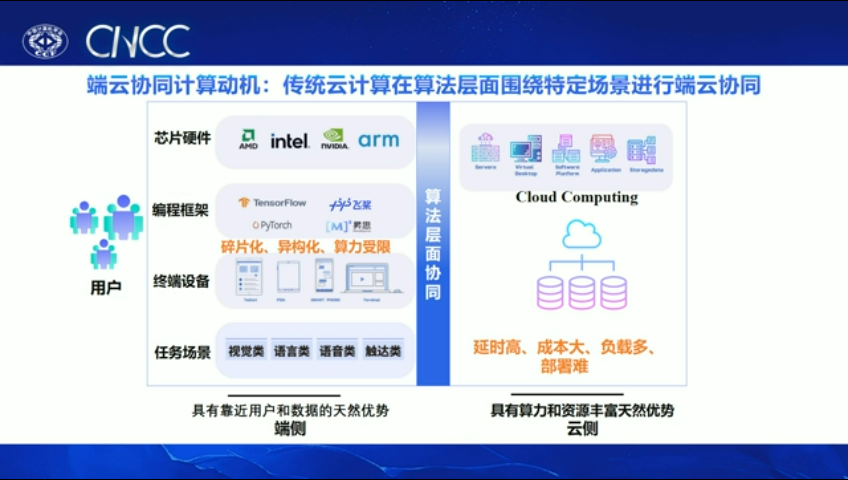 CNCC
端云协同计算动机：传统云计算在算法层面围绕特定场景进行端云协同
芯片硬件
AMD
intel
NVIDIA
arm
编程框架
TensorFlow
飞桨
PyTorch
[M]s 昇思
碎片化、异构化、算力受限
终端设备
Terminal
任务场景
视觉类
语言类
语音类
触达类
用户
算法层面协同
Servers
Virtual Desktop
Software Platform
Application
Storage
Cloud Computing
延时高、成本大、负载多、
部署难
具有靠近用户和数据的天然优势
端侧
具有算力和资源丰富天然优势
云侧